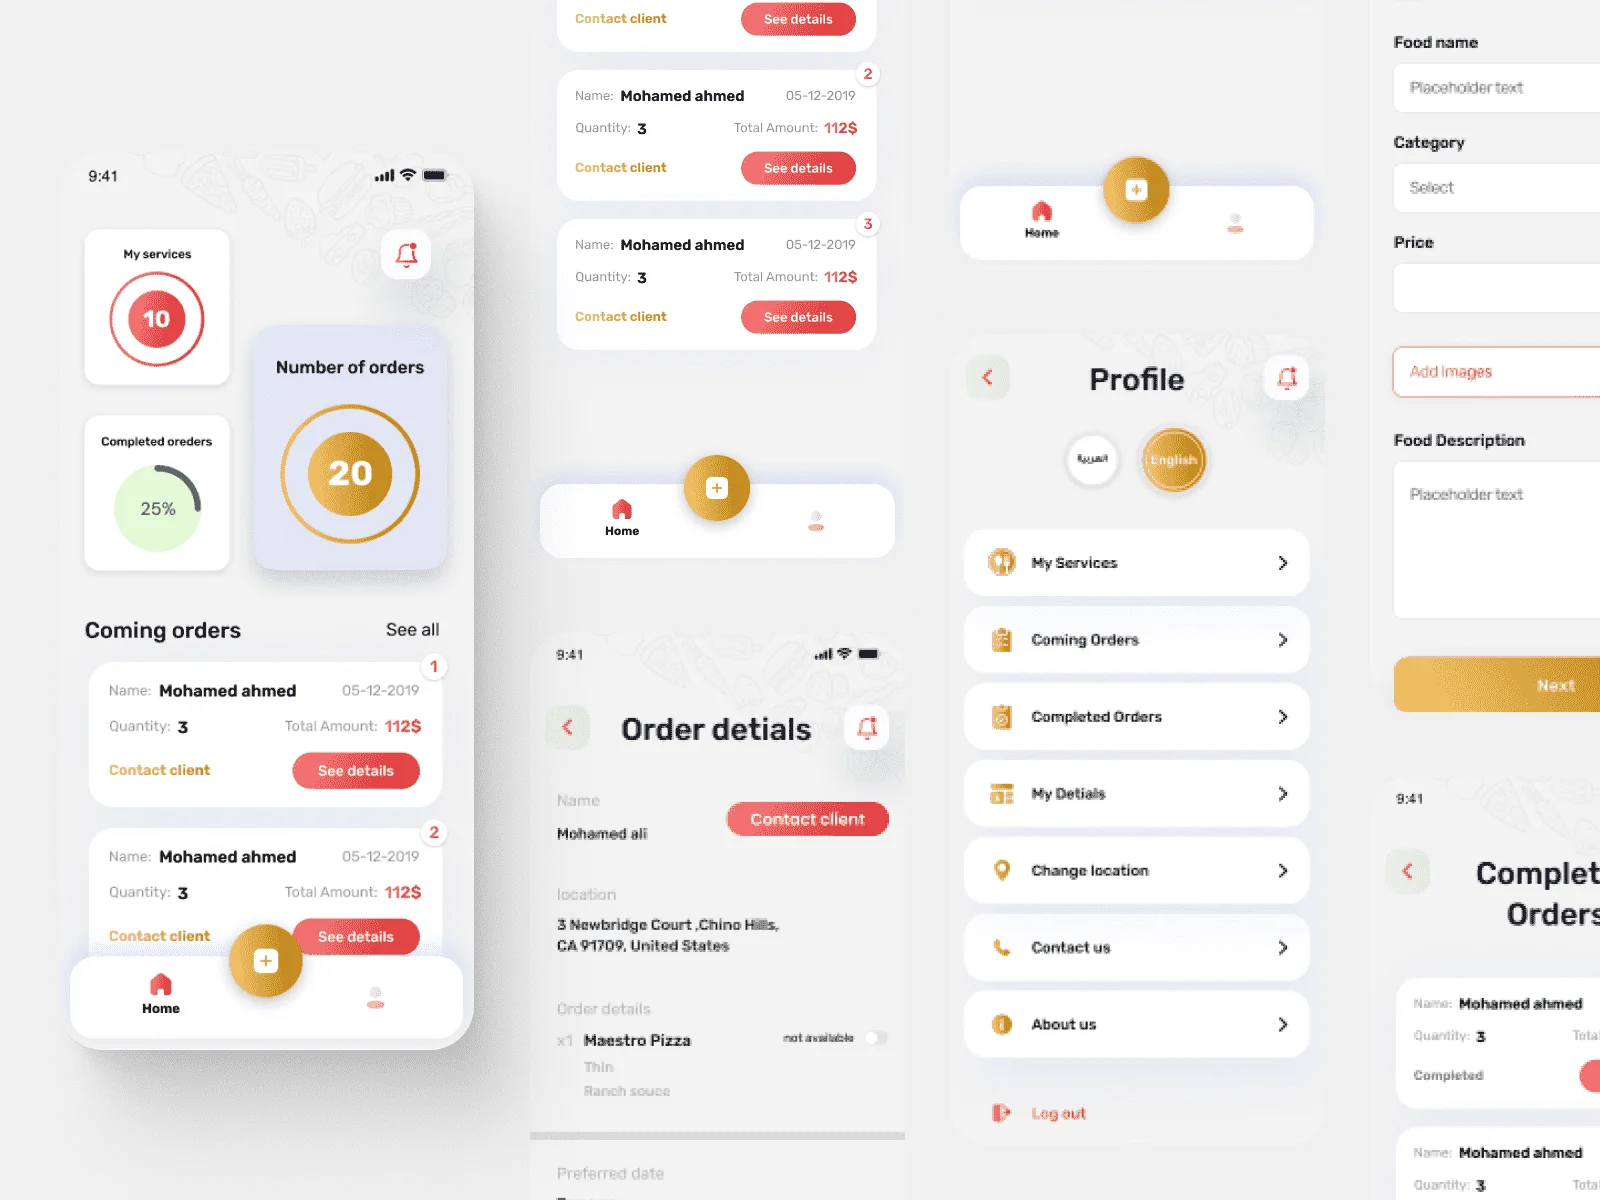 9:41
My services
10
Completed oreders
25%
Number of orders
20
Coming orders
See all
1
Name: Mohamed ahmed 05-12-2019
Quantity: 3 Total Amount: 112$
Contact client See details
2
Name: Mohamed ahmed 05-12-2019
Quantity: 3 Total Amount: 112$
Contact client See details
Home
Contact client See details
2
Name: Mohamed ahmed 05-12-2019
Quantity: 3 Total Amount: 112$
Contact client See details
3
Name: Mohamed ahmed 05-12-2019
Quantity: 3 Total Amount: 112$
Contact client See details
Home
9:41
Order detials
Name
Mohamed ali
Contact client
location
3 Newbridge Court ,Chino Hills,
CA 91709, United States
Order details
x1 Maestro Pizza not available
Thin
Ranch souce
Preferred date
Home
Profile
العربية English
My Services
Coming Orders
Completed Orders
My Detials
Change location
Contact us
About us
Log out
Food name
Placeholder text
Category
Select
Price
Add Images
Food Description
Placeholder text
Next
9:41
Complet
Orders
Name: Mohamed ahmed
Quantity: 3 Tota
Completed
Name: Mohamed ahmed
Quantity: 3 Tota